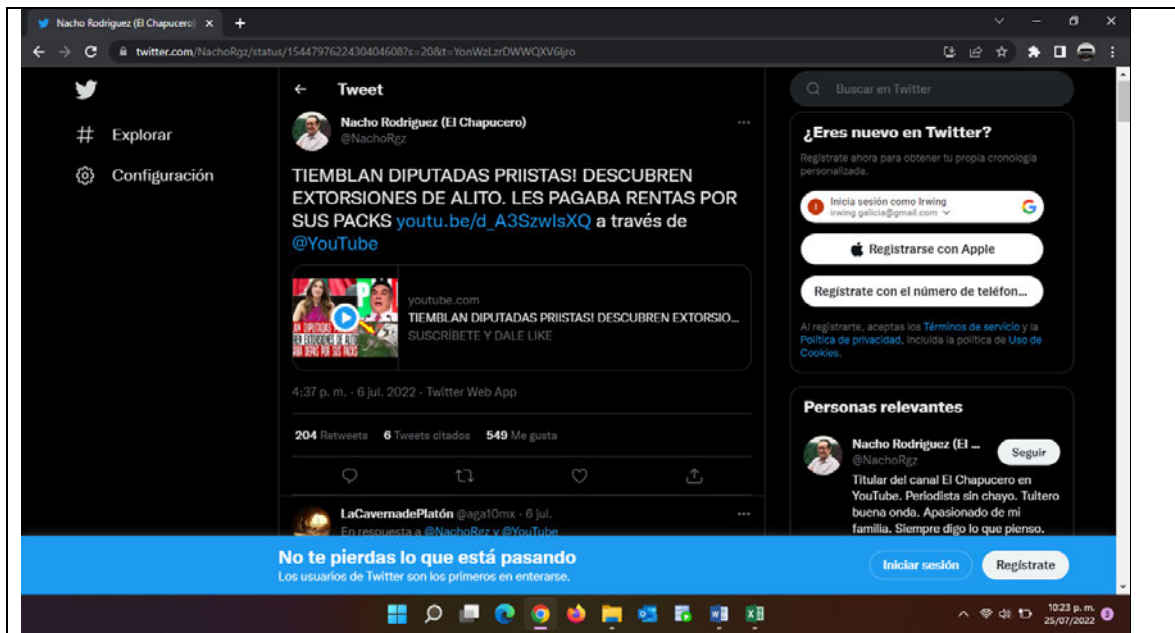 Nacho Rodriguez (El Chapucero)
twitter.com/NachoRgz/status/1544797622430404608?s=20&t=YonWzLzrDWWQXV6ljro
Tweet
Explorar
Configuración
Nacho Rodriguez (El Chapucero)
@NachoRgz
TIEMBLAN DIPUTADAS PRIISTAS! DESCUBREN
EXTORSIONES DE ALITO. LES PAGABA RENTAS POR
SUS PACKS youtu.be/d_A3SzwIsXQ a través de
@YouTube
youtube.com
TIEMBLAN DIPUTADAS PRIISTAS! DESCUBREN EXTORSIO...
SUSCRÍBETE Y DALE LIKE
4:37 p. m. · 6 jul. 2022 · Twitter Web App
204 Retweets 6 Tweets citados 549 Me gusta
LaCavernadePlatón @aga10mx · 6 jul.
En respuesta a @NachoRgz y @YouTube
Buscar en Twitter
¿Eres nuevo en Twitter?
Regístrate ahora para obtener tu propia cronología
personalizada.
Inicia sesión como Irwing
irwing.galicia@gmail.com
Registrarse con Apple
Regístrate con el número de teléfon...
Al registrarte, aceptas los Términos de servicio y la
Política de privacidad, incluida la política de Uso de
Cookies.
Personas relevantes
Nacho Rodriguez (El ...
@NachoRgz
Seguir
Titular del canal El Chapucero en
YouTube. Periodista sin chayo. Tuitero
buena onda. Apasionado de mi
familia. Siempre digo lo que pienso.
No te pierdas lo que está pasando
Los usuarios de Twitter son los primeros en enterarse.
Iniciar sesión
Regístrate
10:23 p. m.
25/07/2022